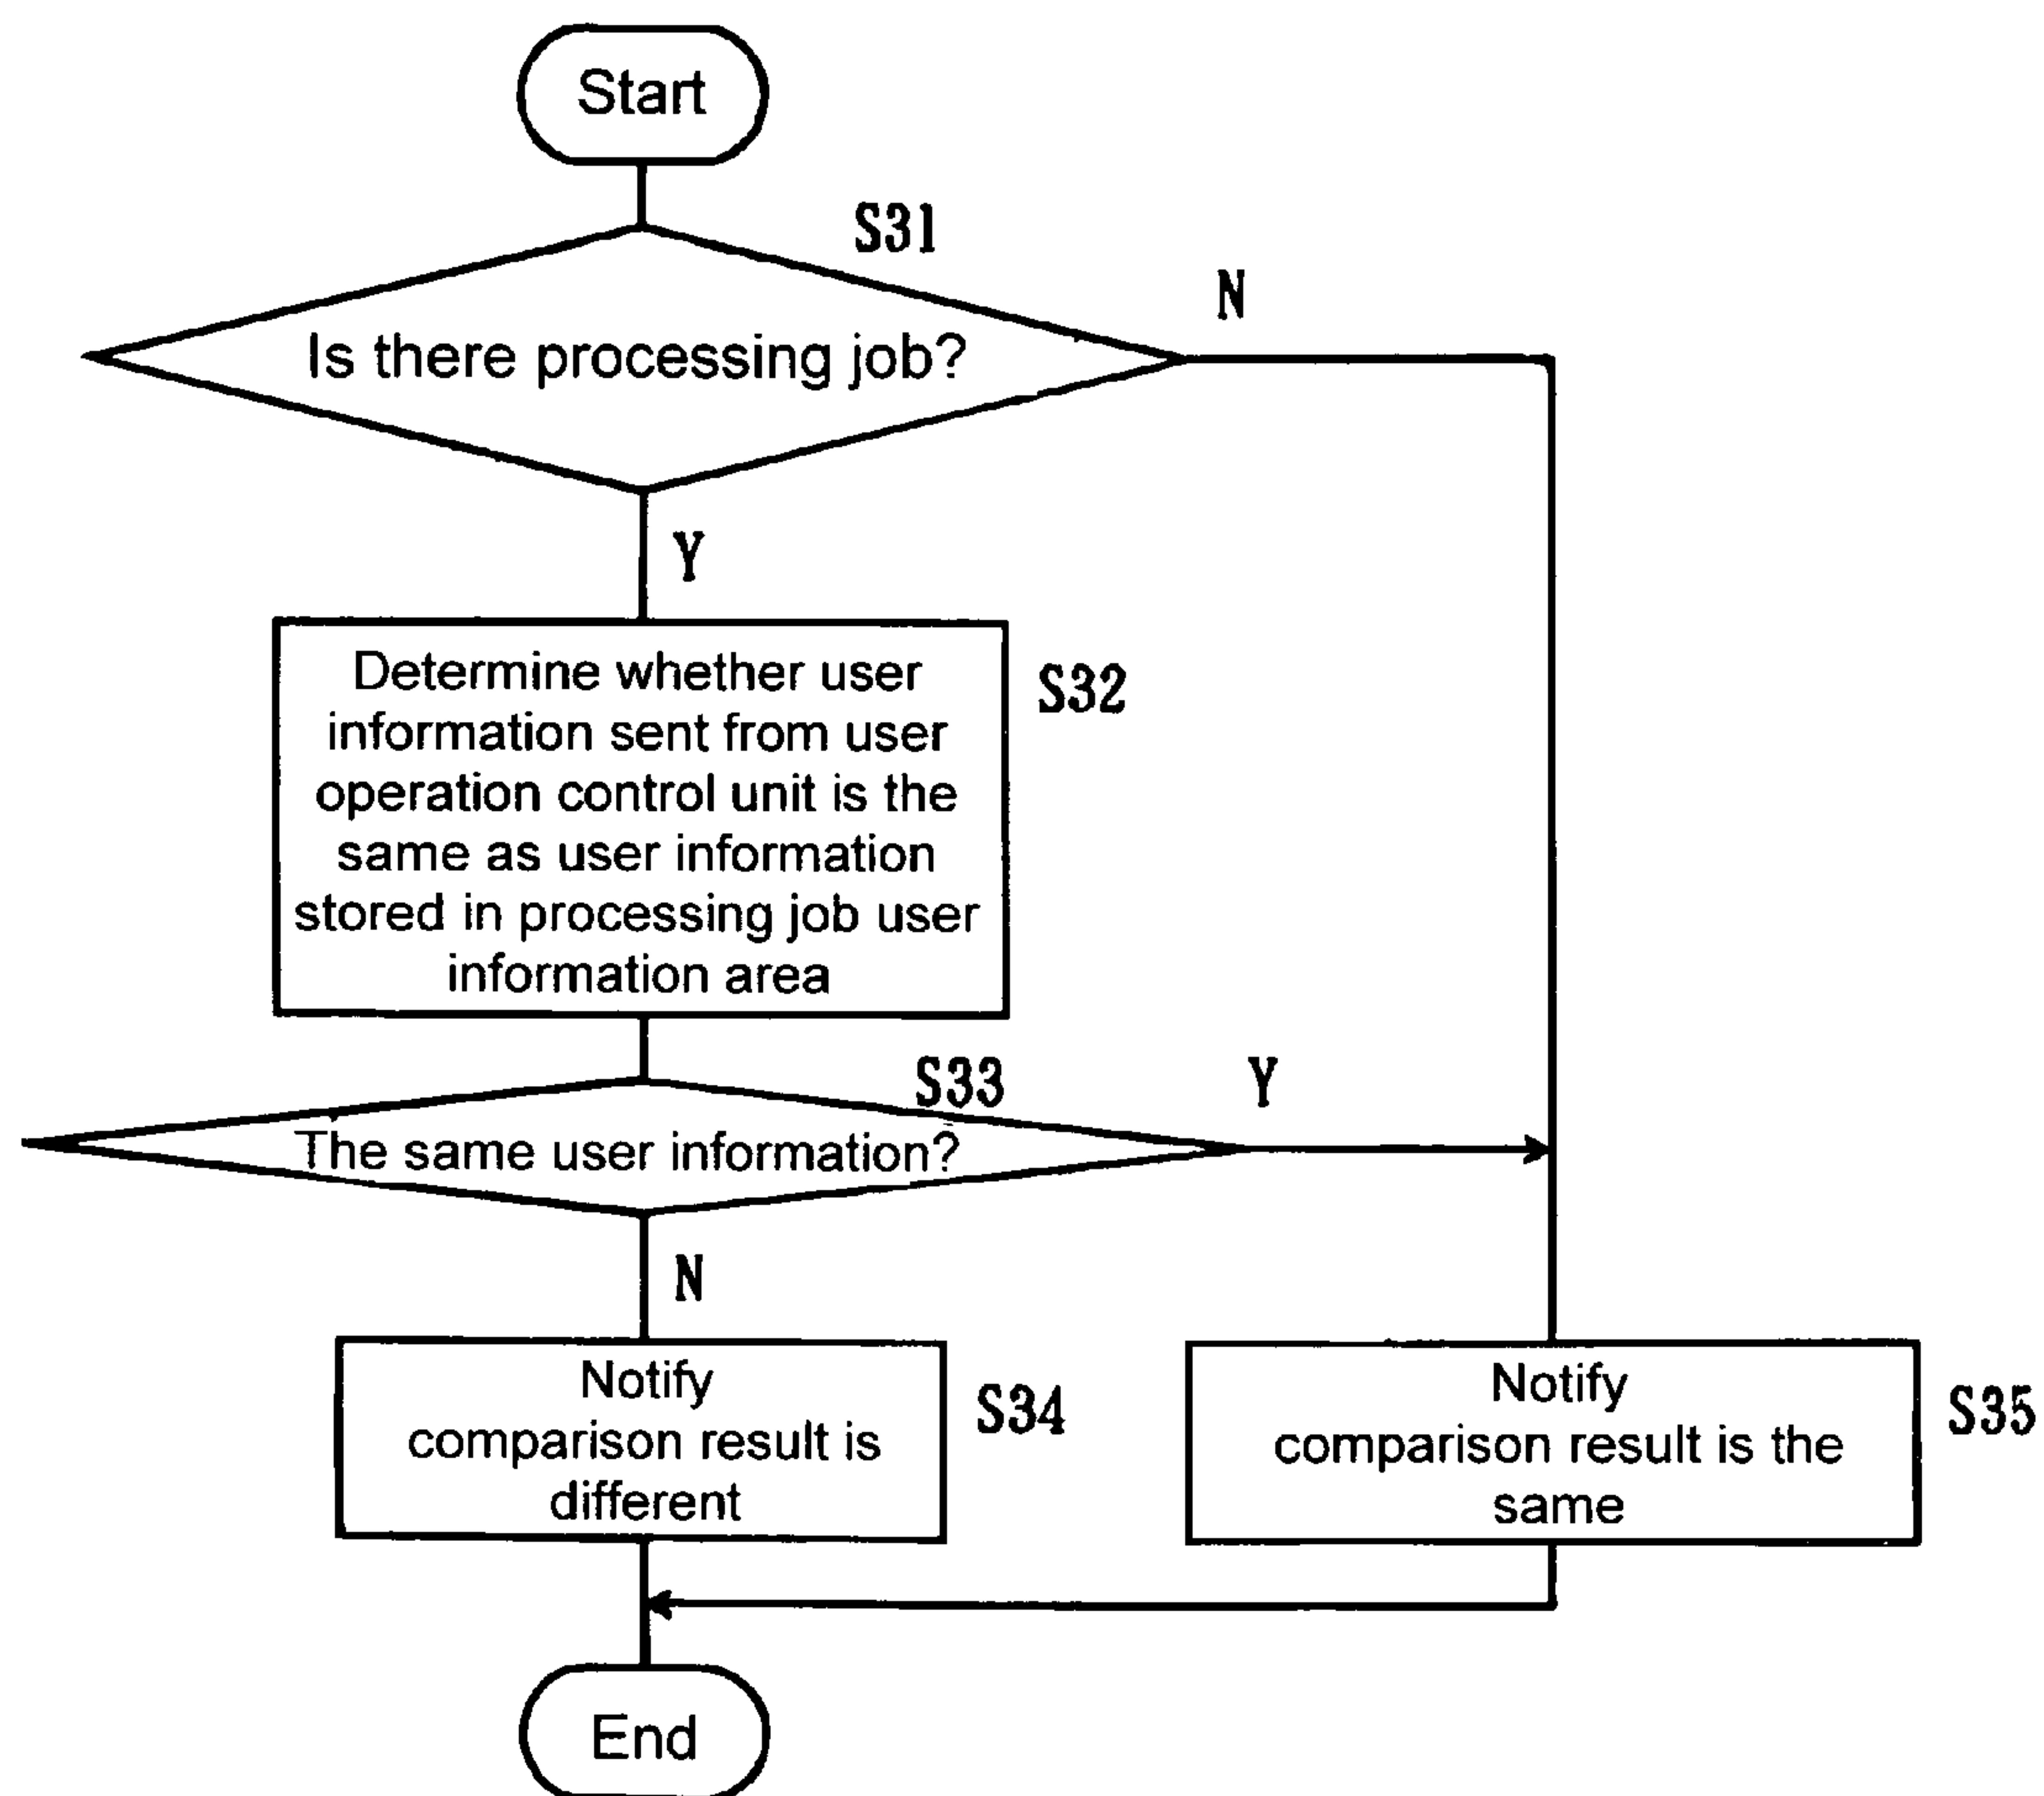 Start
S31
N
Is there processing job?
Y
Determine whether user
information sent from user
operation control unit is the
same as user information
stored in processing job user
information area
S32
S33
Y
The same user information?
N
Notify
comparison result is
different
S34
Notify
comparison result is the
same
S35
End